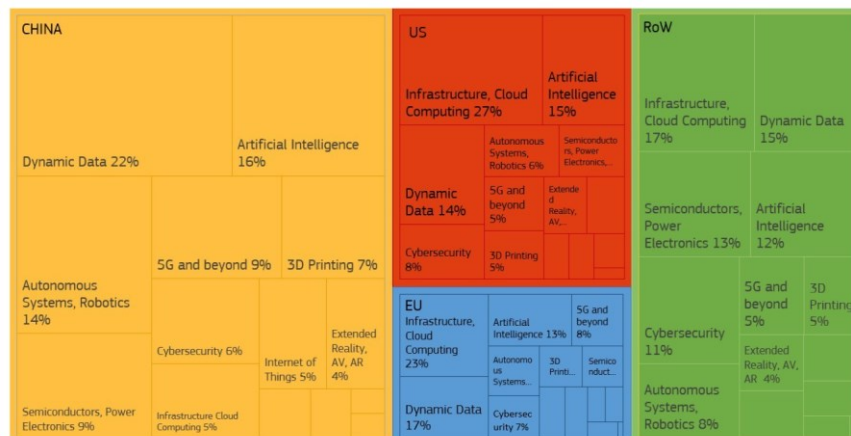 CHINA
Dynamic Data 22%
Artificial Intelligence
16%
Autonomous
Systems, Robotics
14%
5G and beyond 9%
3D Printing 7%
Semiconductors, Power
Electronics 9%
Cybersecurity 6%
Infrastructure Cloud
Computing 5%
Internet of
Things 5%
Extended
Reality,
AV, AR
4%
US
Infrastructure, Cloud
Computing 27%
Artificial
Intelligence
15%
Dynamic
Data 14%
Cybersecurity
8%
Autonomous
Systems,
Robotics 6%
Semiconducto
rs, Power
Electronics,...
5G and
beyond
5%
Extende
d
Reality,
AV,...
3D Printing
5%
EU
Infrastructure,
Cloud
Computing
23%
Dynamic Data
17%
Artificial
Intelligence 13%
5G and
beyond
8%
Autonomo
us
Systems...
3D
Printi...
Semico
nduct...
Cybersec
urity 7%
RoW
Infrastructure,
Cloud Computing
17%
Dynamic Data
15%
Semiconductors,
Power
Electronics 13%
Artificial
Intelligence
12%
Cybersecurity
11%
5G and
beyond
5%
3D
Printing
5%
Extended
Reality, AV,
AR 4%
Autonomous
Systems,
Robotics 8%